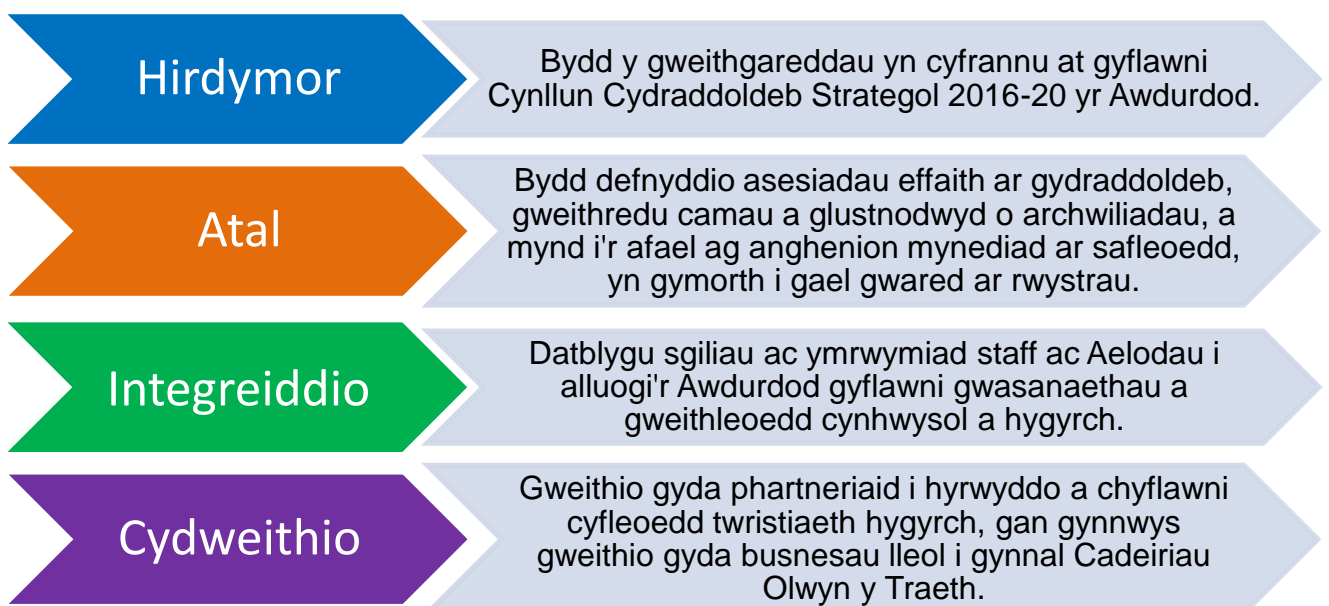 Hirdymor
Bydd y gweithgareddau yn cyfrannu at gyflawni
Cynllun Cydraddoldeb Strategol 2016-20 yr Awdurdod.
Atal
Bydd defnyddio asesiadau effaith ar gydraddoldeb,
gweithredu camau a glustnodwyd o archwiliadau, a
mynd i'r afael ag anghenion mynediad ar safleoedd,
yn gymorth i gael gwared ar rwystrau.
Integreiddio
Datblygu sgiliau ac ymrwymiad staff ac Aelodau i
alluogi'r Awdurdod gyflawni gwasanaethau a
gweithleoedd cynhwysol a hygyrch.
Cydweithio
Gweithio gyda phartneriaid i hyrwyddo a chyflawni
cyfleoedd twristiaeth hygyrch, gan gynnwys
gweithio gyda busnesau lleol i gynnal Cadeiriau
Olwyn y Traeth.